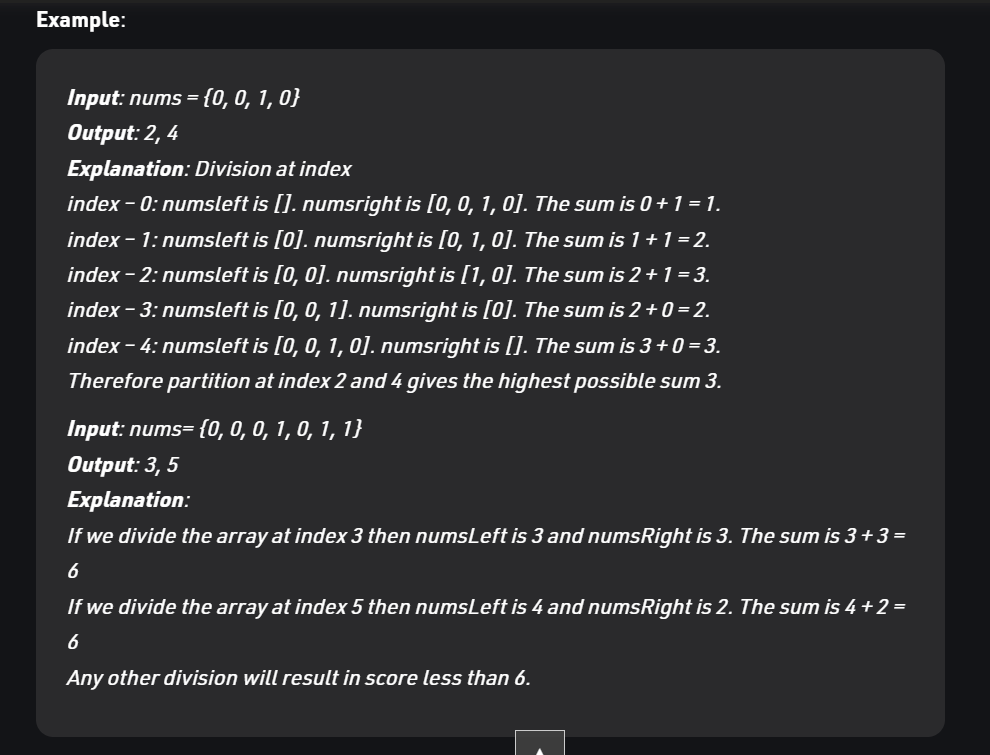 Example:
Input: nums = {0, 0, 1, 0}
Output: 2, 4
Explanation: Division at index
index – 0: numsleft is []. numsright is [0, 0, 1, 0]. The sum is 0 + 1 = 1.
index – 1: numsleft is [0]. numsright is [0, 1, 0]. The sum is 1 + 1 = 2.
index – 2: numsleft is [0, 0]. numsright is [1, 0]. The sum is 2 + 1 = 3.
index – 3: numsleft is [0, 0, 1]. numsright is [0]. The sum is 2 + 0 = 2.
index – 4: numsleft is [0, 0, 1, 0]. numsright is []. The sum is 3 + 0 = 3.
Therefore partition at index 2 and 4 gives the highest possible sum 3.
Input: nums= {0, 0, 0, 1, 0, 1, 1}
Output: 3, 5
Explanation:
If we divide the array at index 3 then numsLeft is 3 and numsRight is 3. The sum is 3 + 3 =
6
If we divide the array at index 5 then numsLeft is 4 and numsRight is 2. The sum is 4 + 2 =
6
Any other division will result in score less than 6.